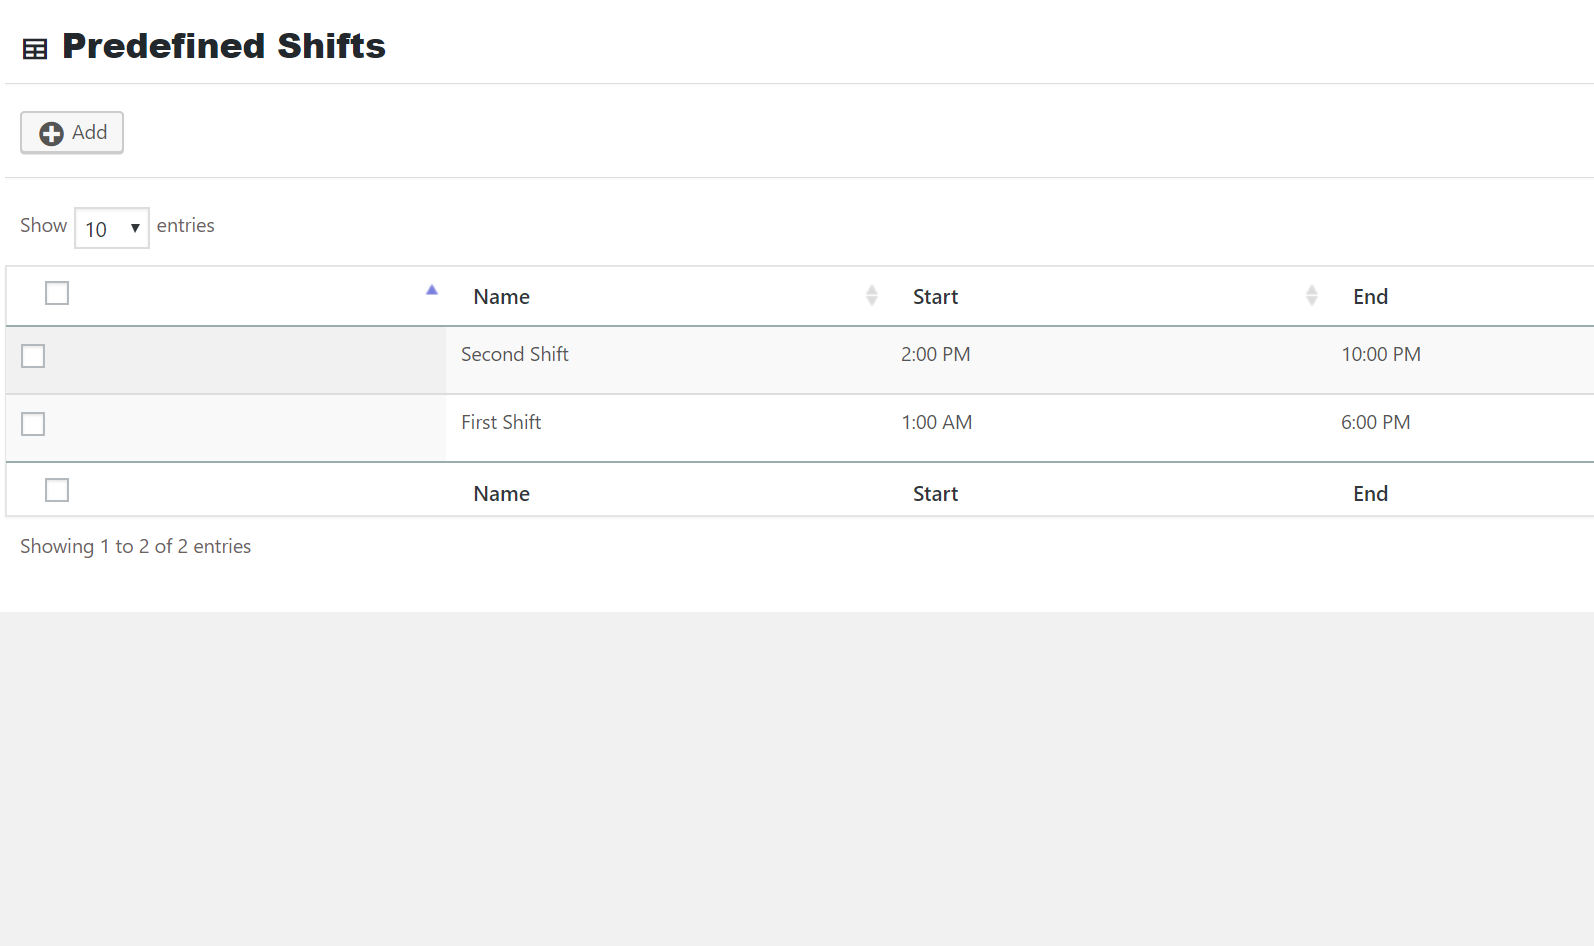 Predefined Shifts
Add
Show 10 entries
Name Start End
Second Shift 2:00 PM 10:00 PM
First Shift 1:00 AM 6:00 PM
Name Start End
Showing 1 to 2 of 2 entries